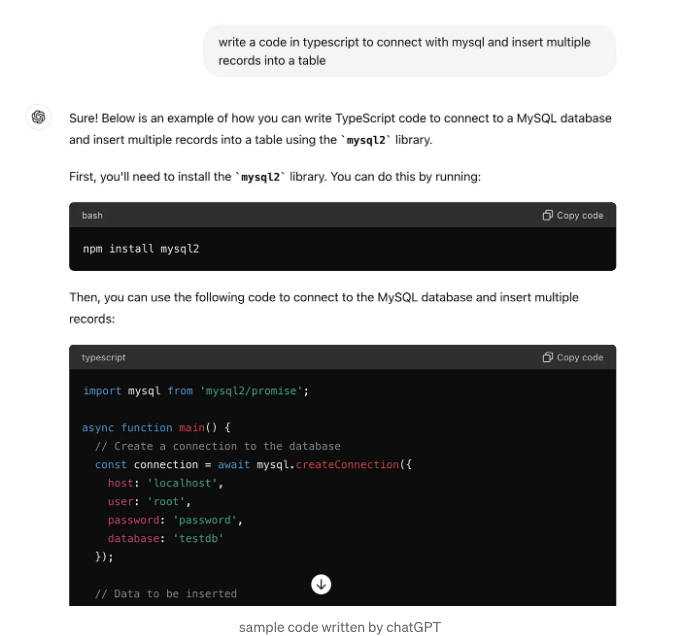 write a code in typescript to connect with mysql and insert multiple
records into a table
Sure! Below is an example of how you can write TypeScript code to connect to a MySQL database
and insert multiple records into a table using the `mysql2` library.
First, you'll need to install the `mysql2` library. You can do this by running:
bash
Copy code
npm install mysql2
Then, you can use the following code to connect to the MySQL database and insert multiple
records:
typescript
Copy code
import mysql from 'mysql2/promise';
async function main() {
// Create a connection to the database
const connection = await mysql.createConnection({
host: 'localhost',
user: 'root',
password: 'password',
database: 'testdb'
});
// Data to be inserted
sample code written by chatGPT